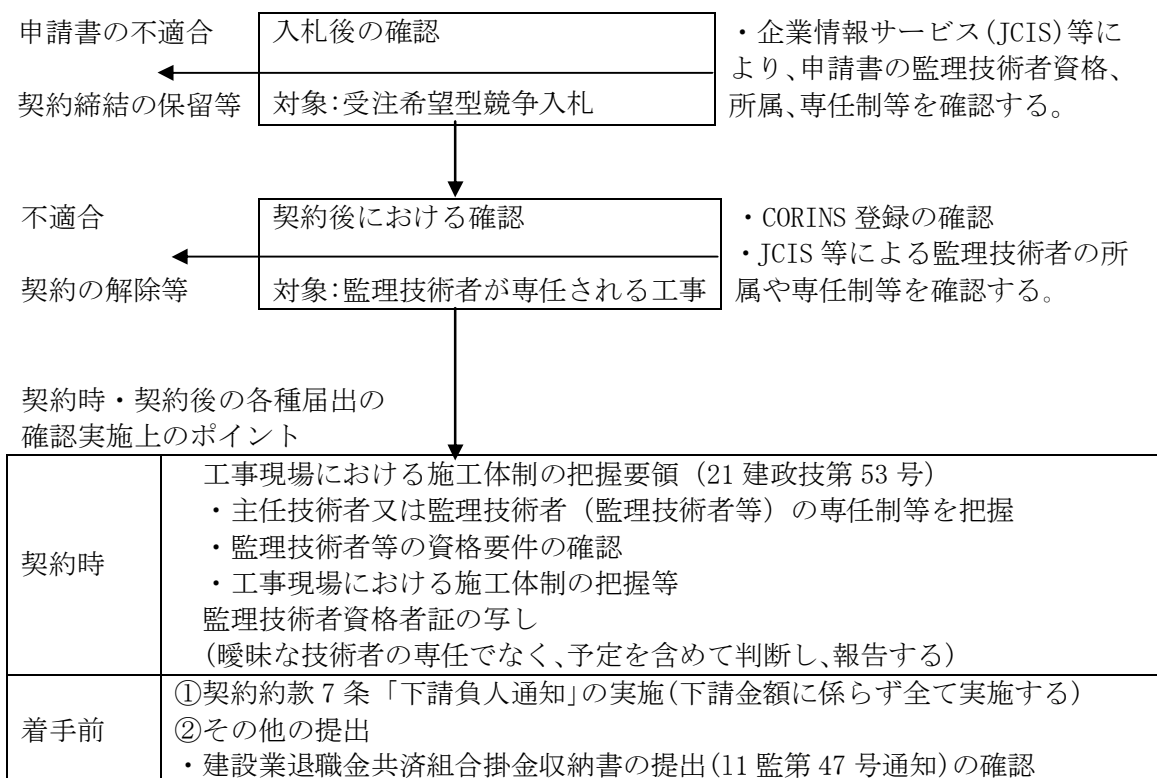 申請書の不適合
契約締結の保留等
入札後の確認
対象:受注希望型競争入札
・企業情報サービス(JCIS)等に
より、申請書の監理技術者資格、
所属、専任制等を確認する。
不適合
契約の解除等
契約後における確認
対象:監理技術者が専任される工事
・CORINS 登録の確認
・JCIS 等による監理技術者の所
属や専任制等を確認する。
契約時・契約後の各種届出の
確認実施上のポイント
契約時
工事現場における施工体制の把握要領(21 建政技第 53 号)
・主任技術者又は監理技術者(監理技術者等)の専任制等を把握
・監理技術者等の資格要件の確認
・工事現場における施工体制の把握等
監理技術者資格者証の写し
(曖昧な技術者の専任でなく、予定を含めて判断し、報告する)
着手前
①契約約款 7 条「下請負人通知」の実施(下請金額に係らず全て実施する)
②その他の提出
・建設業退職金共済組合掛金収納書の提出(11 監第 47 号通知)の確認